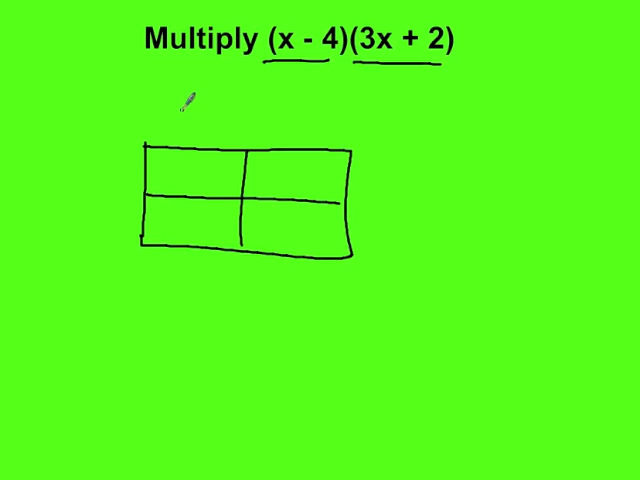 Multiply (x - 4)(3x + 2)